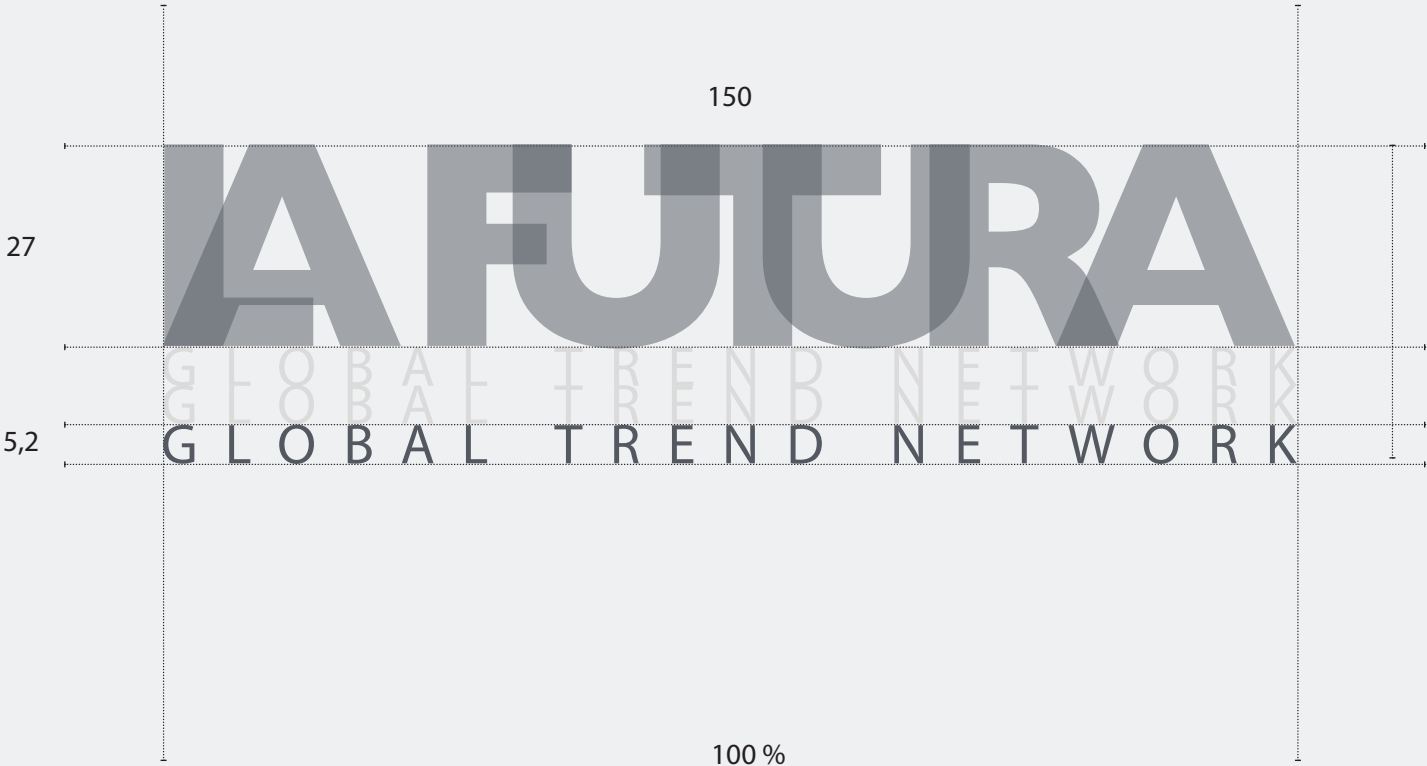 150
27
LA FUTURA
GLOBAL TREND NETWORK
GLOBAL TREND NETWORK
5,2
GLOBAL TREND NETWORK
100 %